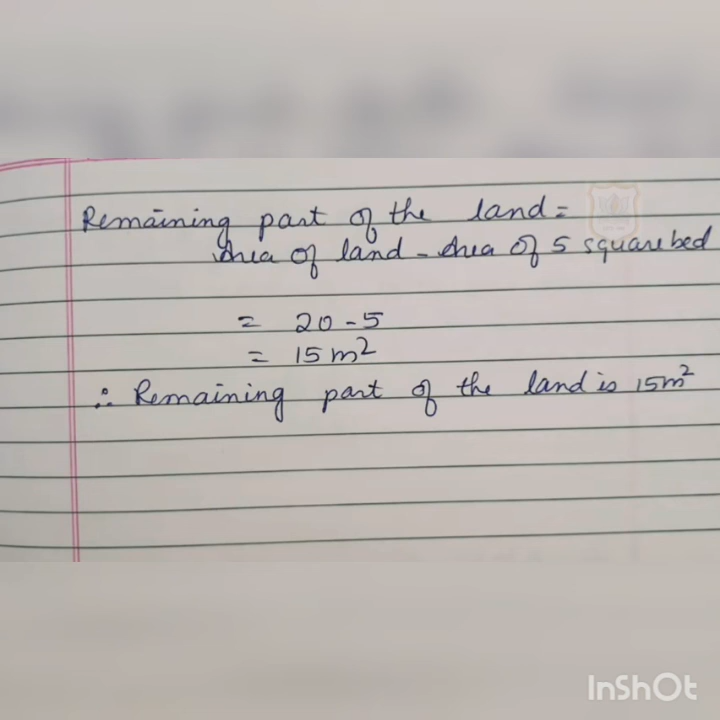 Remaining part of the land =
Area of land - Area of 5 square bed
= 20 - 5
= 15 m²
∴ Remaining part of the land is 15m²
InShOt